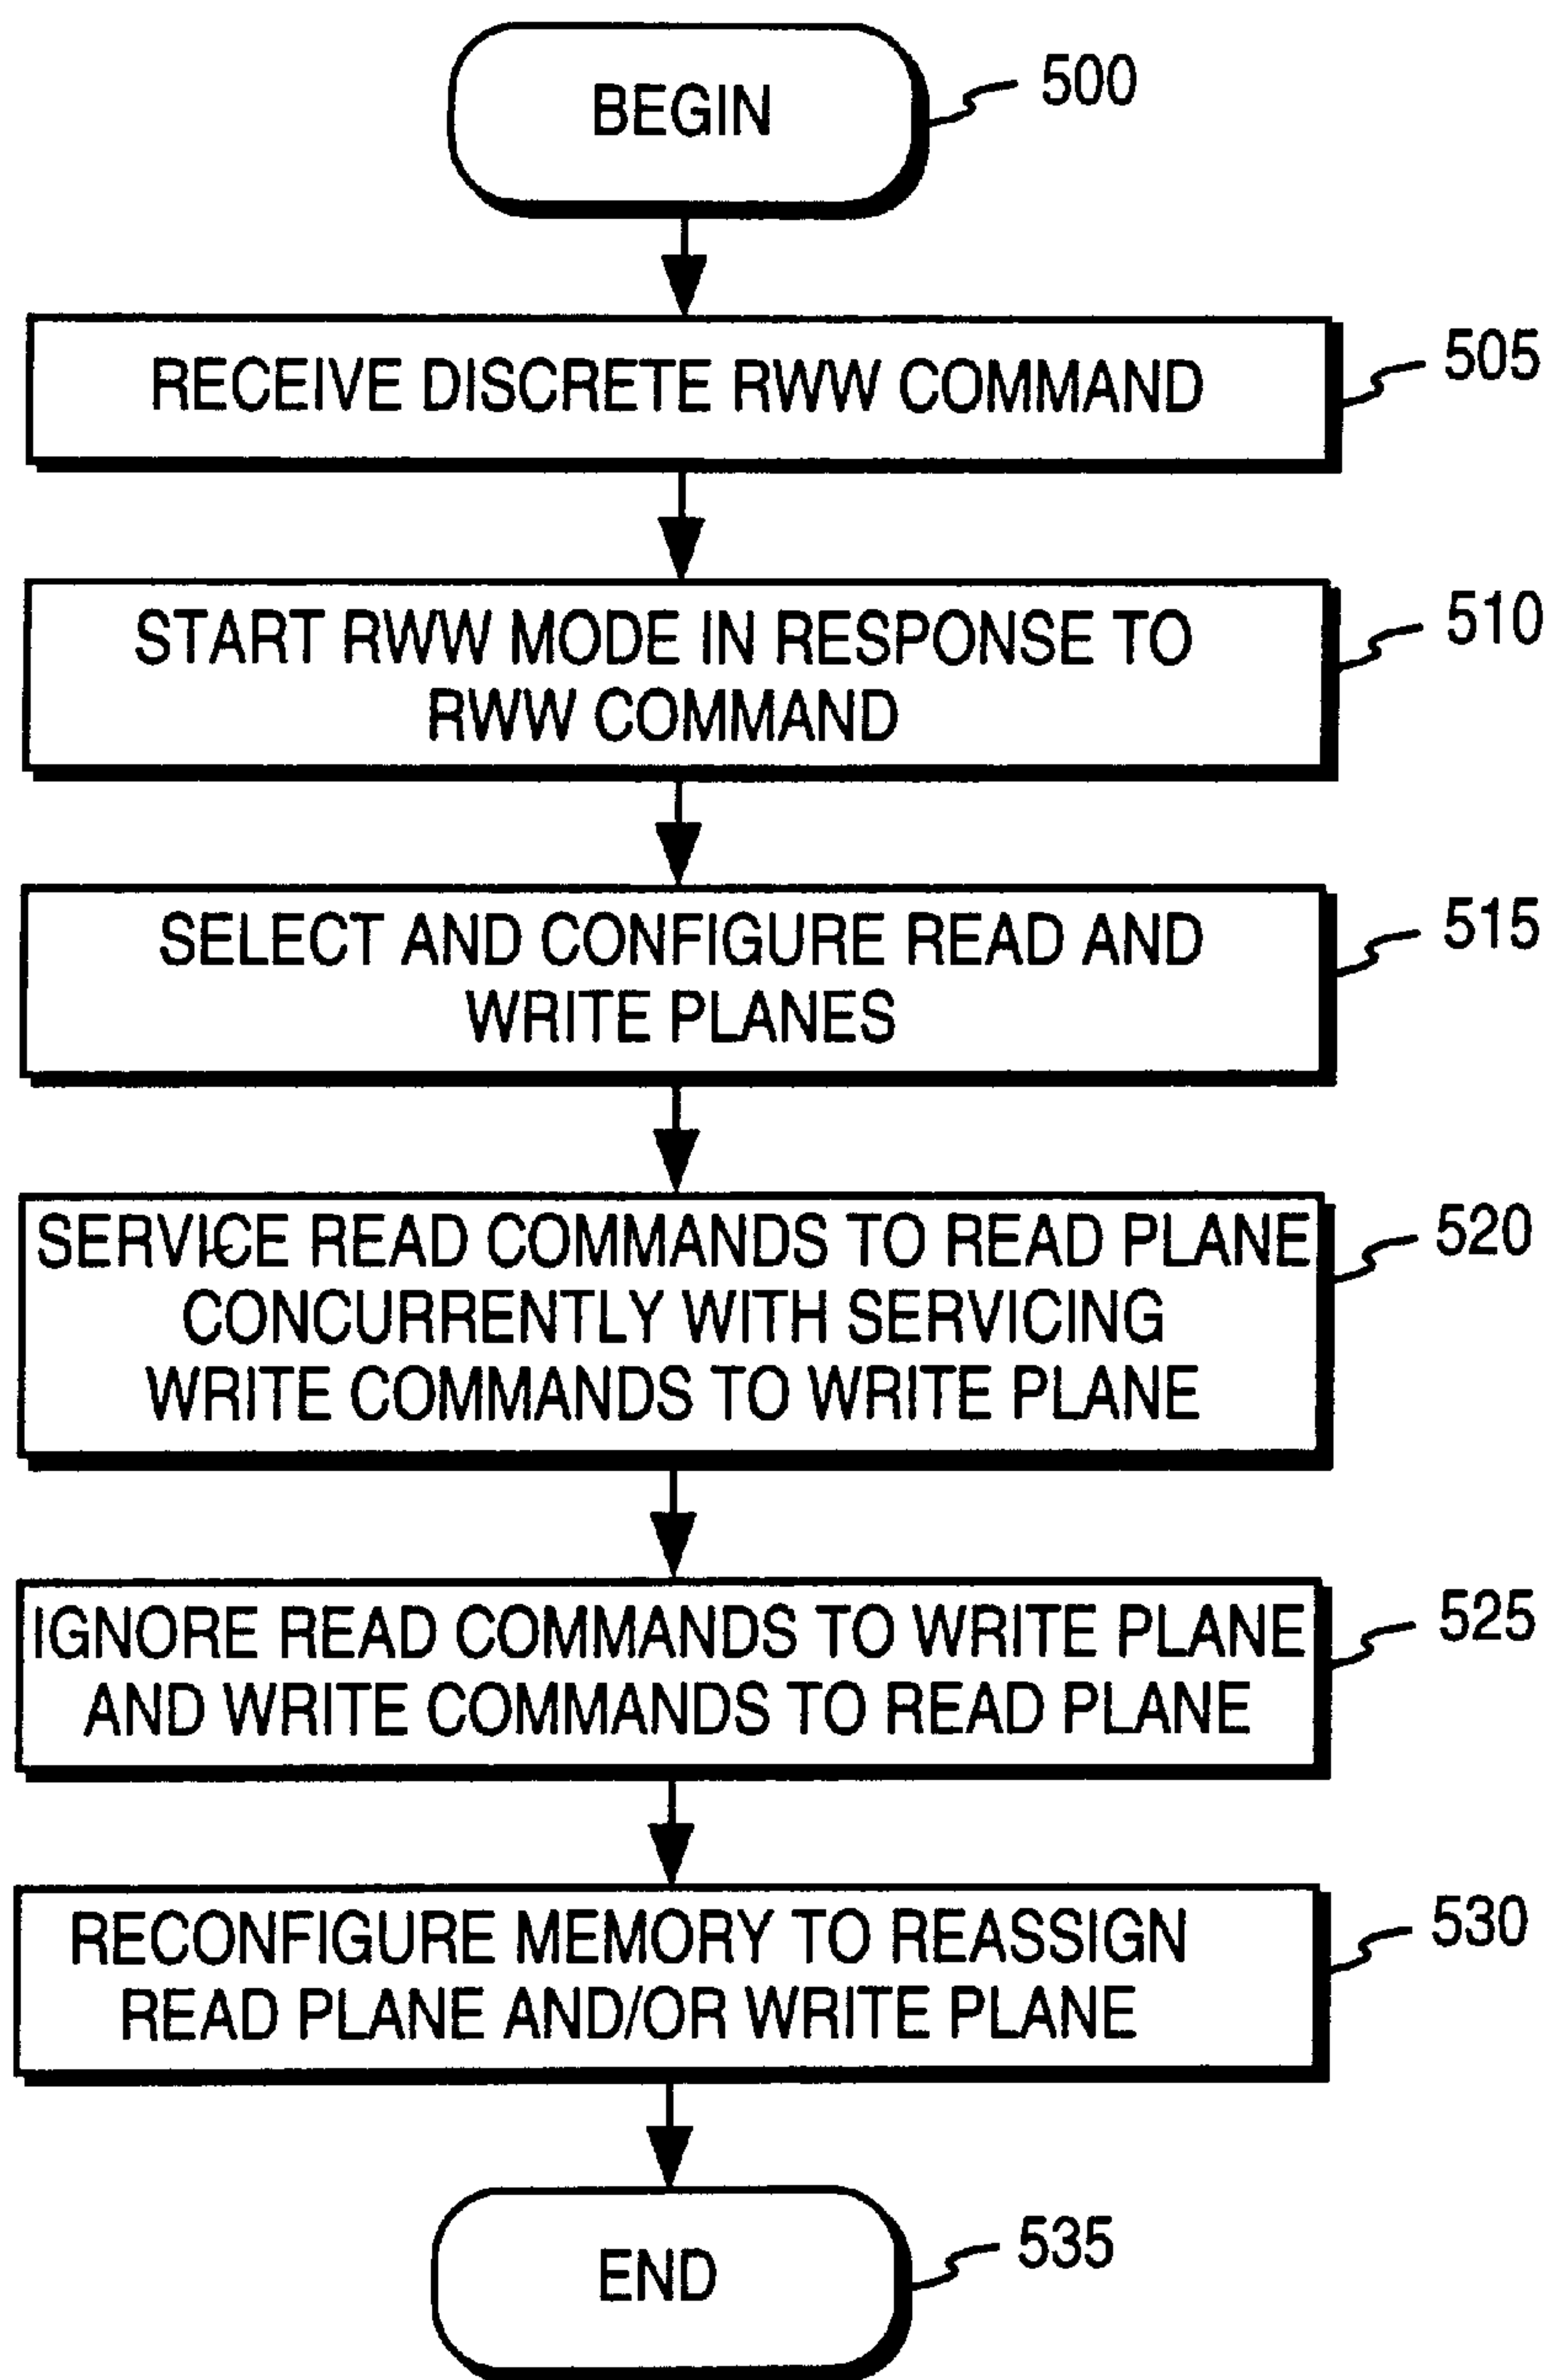 BEGIN
500
RECEIVE DISCRETE RWW COMMAND
505
START RWW MODE IN RESPONSE TO
RWW COMMAND
510
SELECT AND CONFIGURE READ AND
WRITE PLANES
515
SERVICE READ COMMANDS TO READ PLANE
CONCURRENTLY WITH SERVICING
WRITE COMMANDS TO WRITE PLANE
520
IGNORE READ COMMANDS TO WRITE PLANE
AND WRITE COMMANDS TO READ PLANE
525
RECONFIGURE MEMORY TO REASSIGN
READ PLANE AND/OR WRITE PLANE
530
END
535